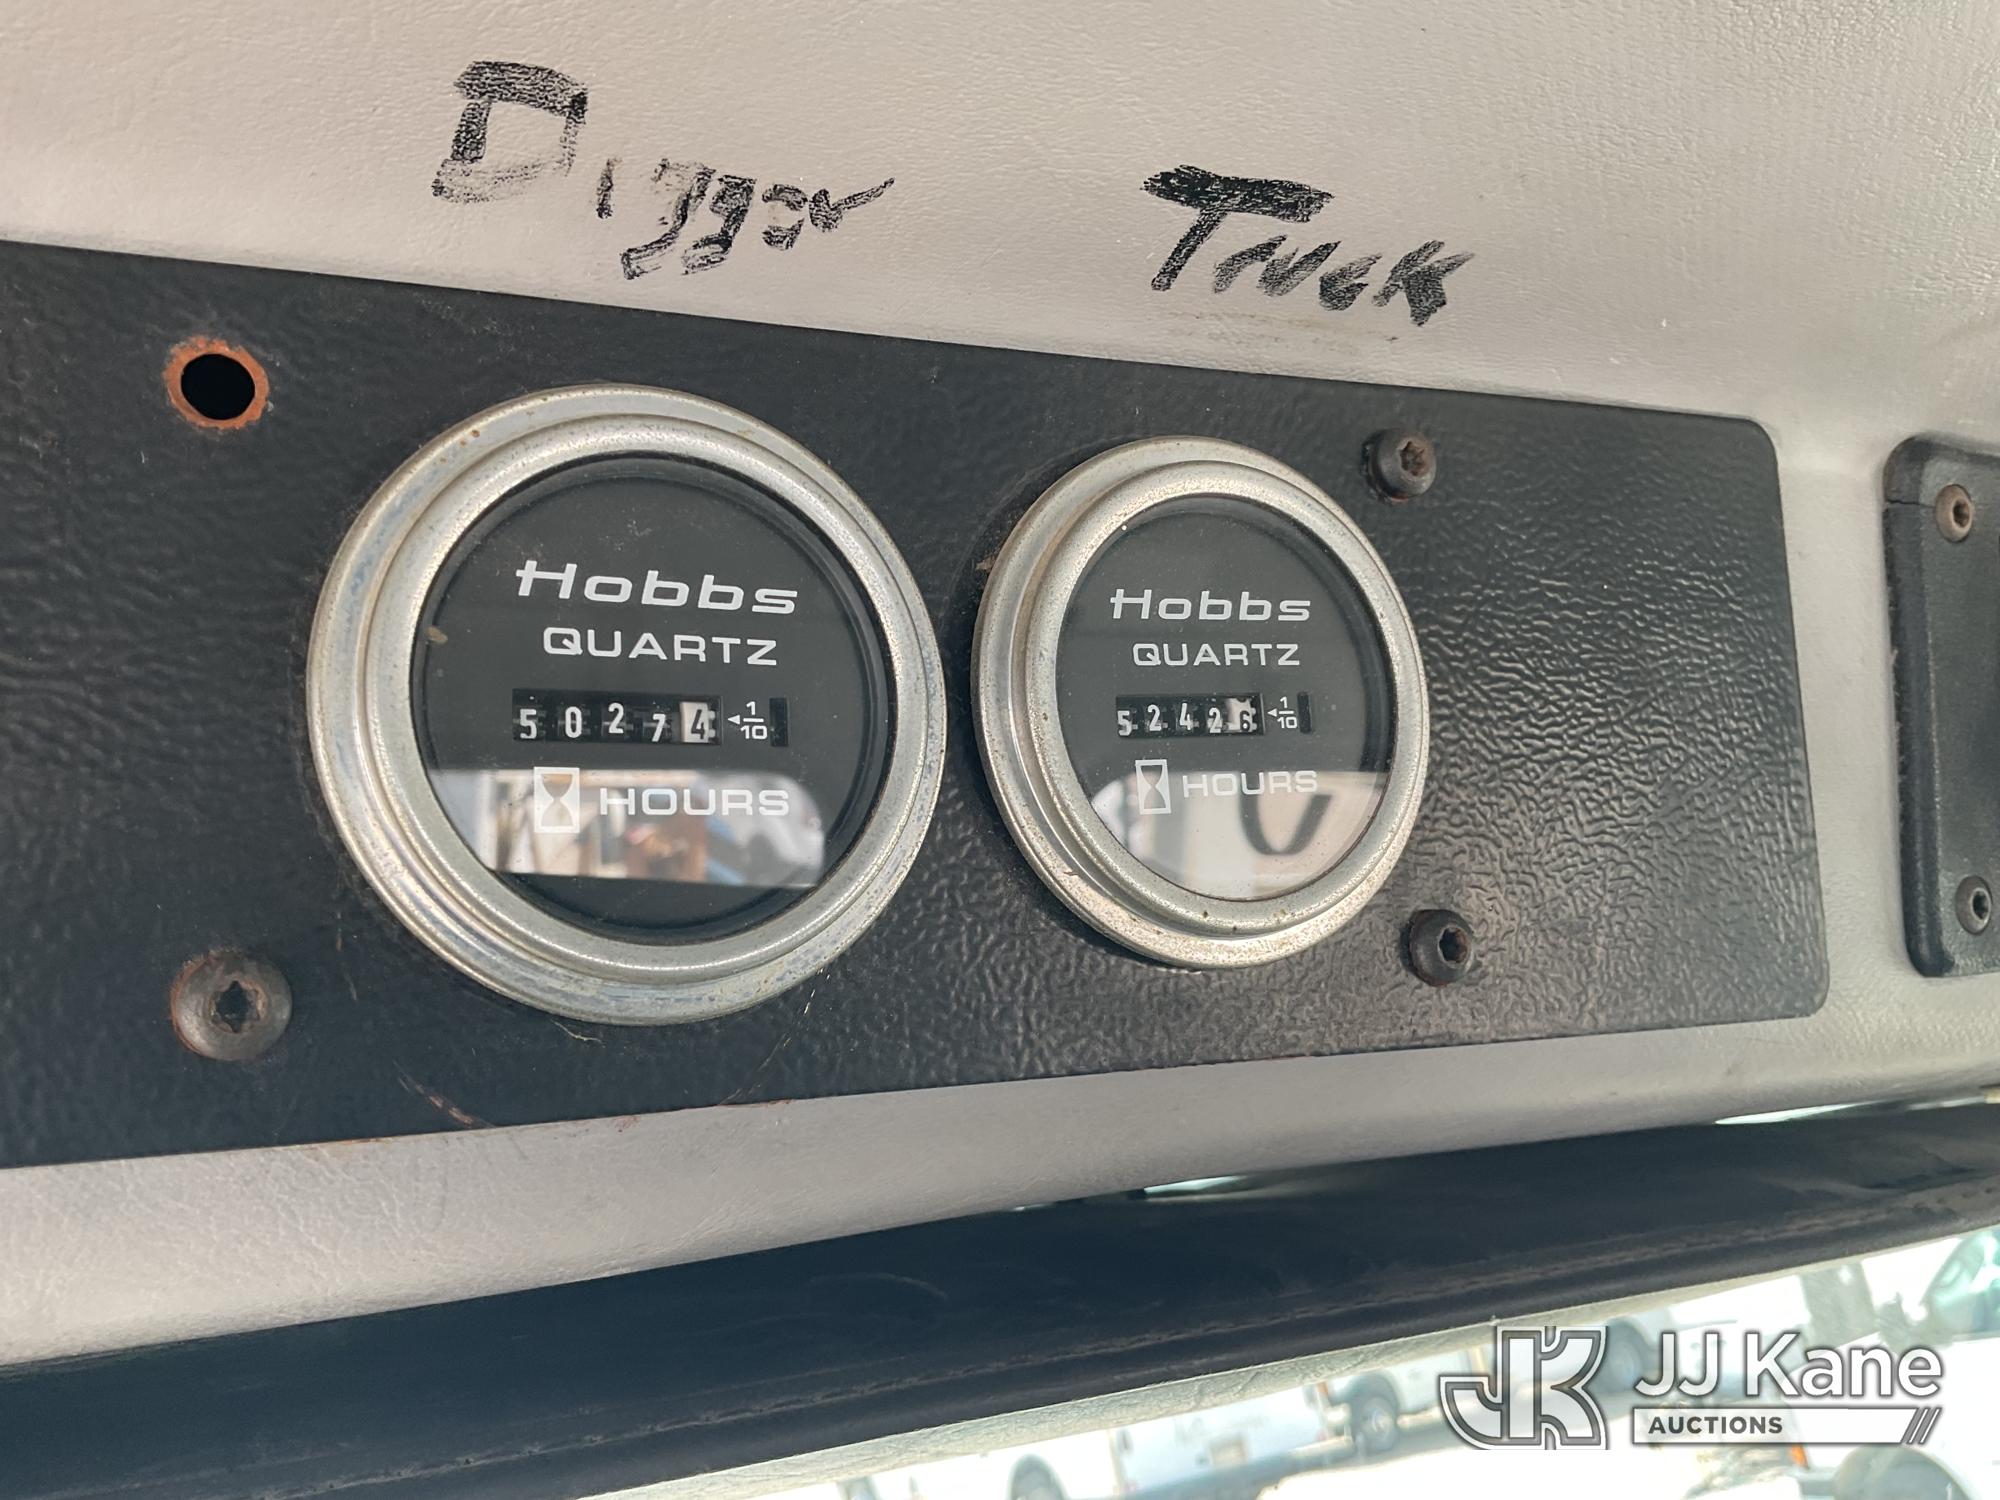 Digger Truck
Hobbs
QUARTZ
50274 1/10
HOURS
Hobbs
QUARTZ
52426 1/10
HOURS
JJ Kane
AUCTIONS